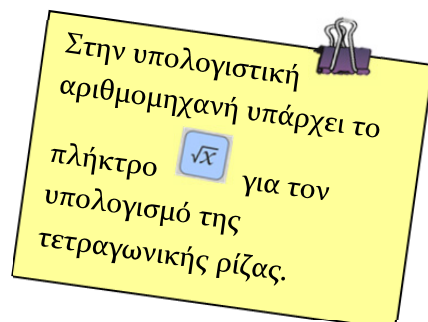 Στην υπολογιστική
αριθμομηχανή υπάρχει το
πλήκτρο √x για τον
υπολογισμό της
τετραγωνικής ρίζας.